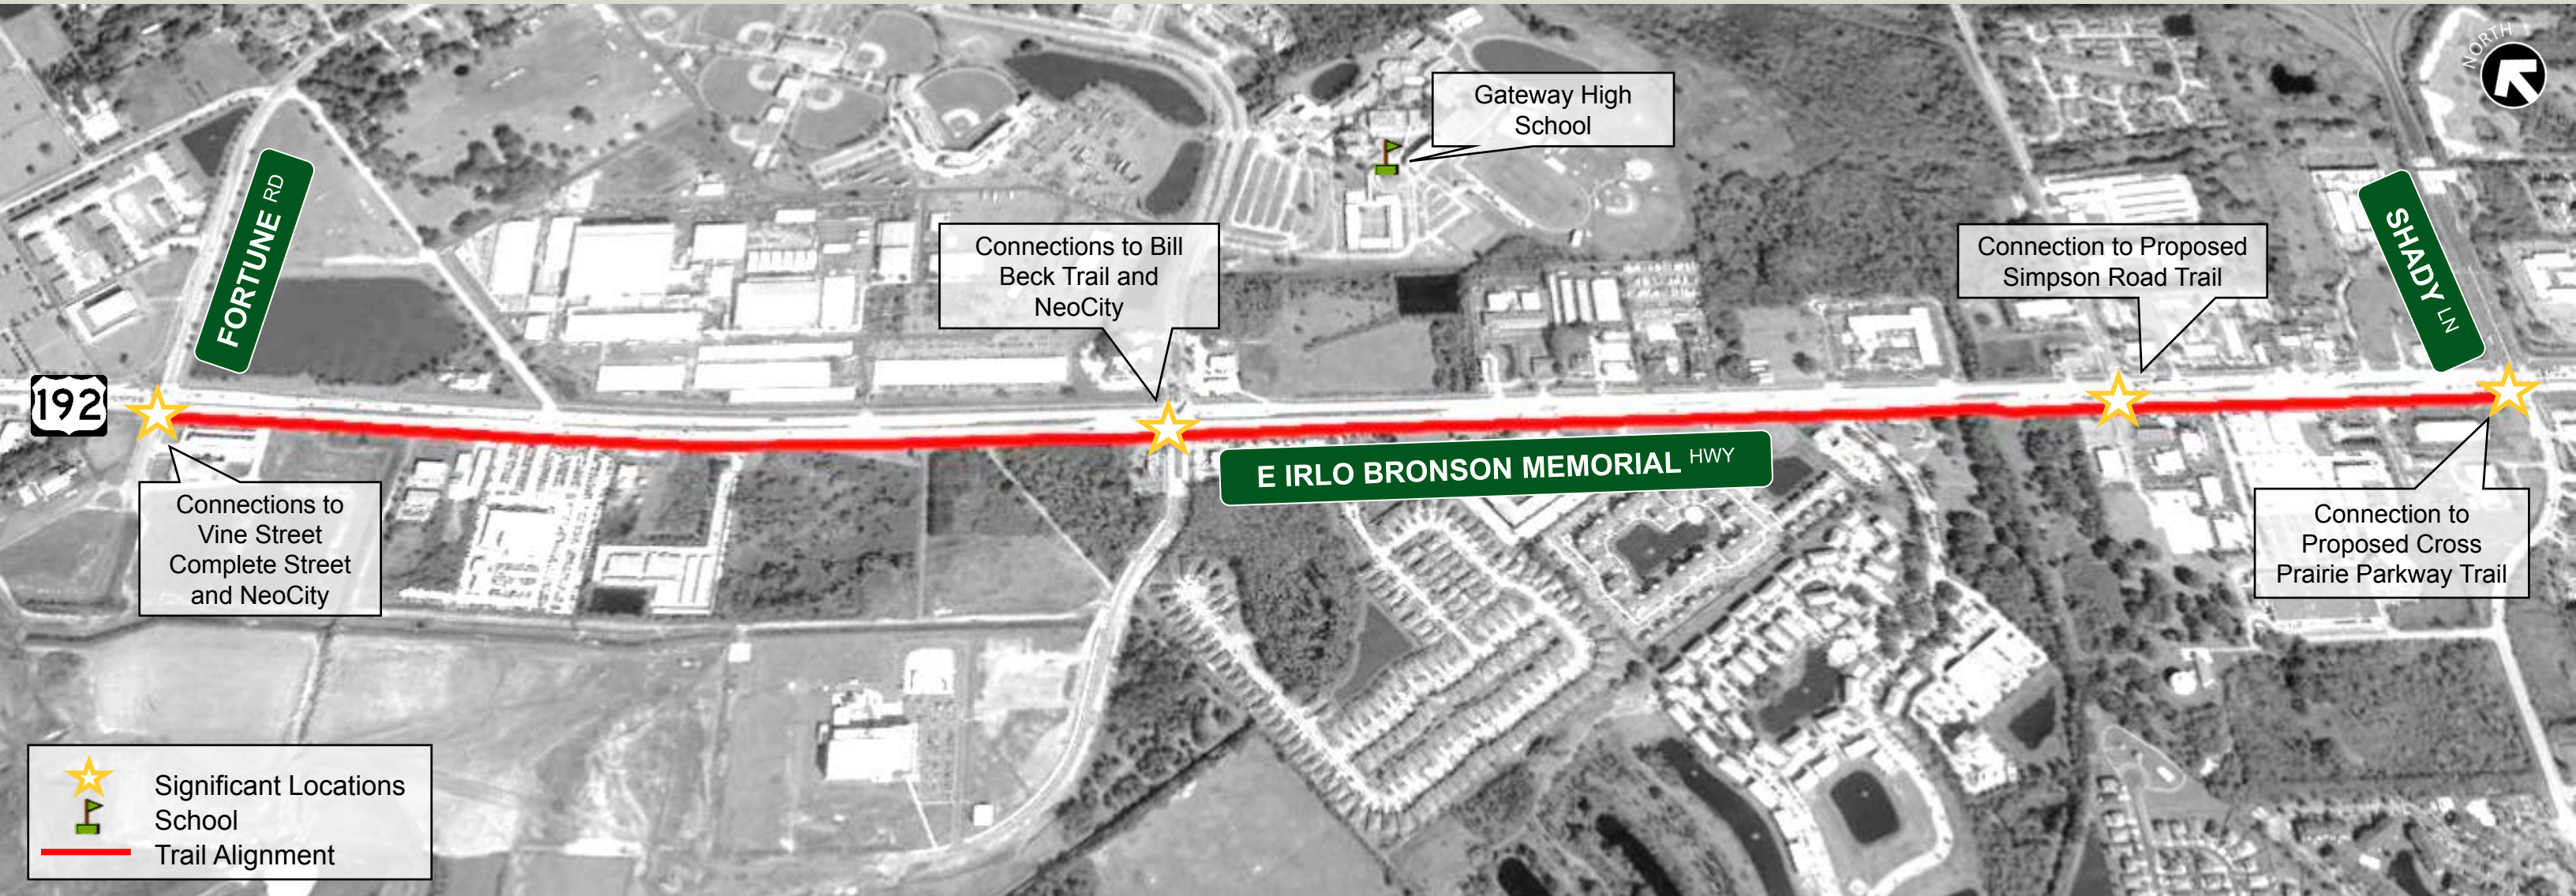 NORTH
Gateway High
School
FORTUNE RD
SHADY LN
Connections to Bill
Beck Trail and
NeoCity
Connection to Proposed
Simpson Road Trail
192
E IRLO BRONSON MEMORIAL HWY
Connections to
Vine Street
Complete Street
and NeoCity
Connection to
Proposed Cross
Prairie Parkway Trail
Significant Locations
School
Trail Alignment